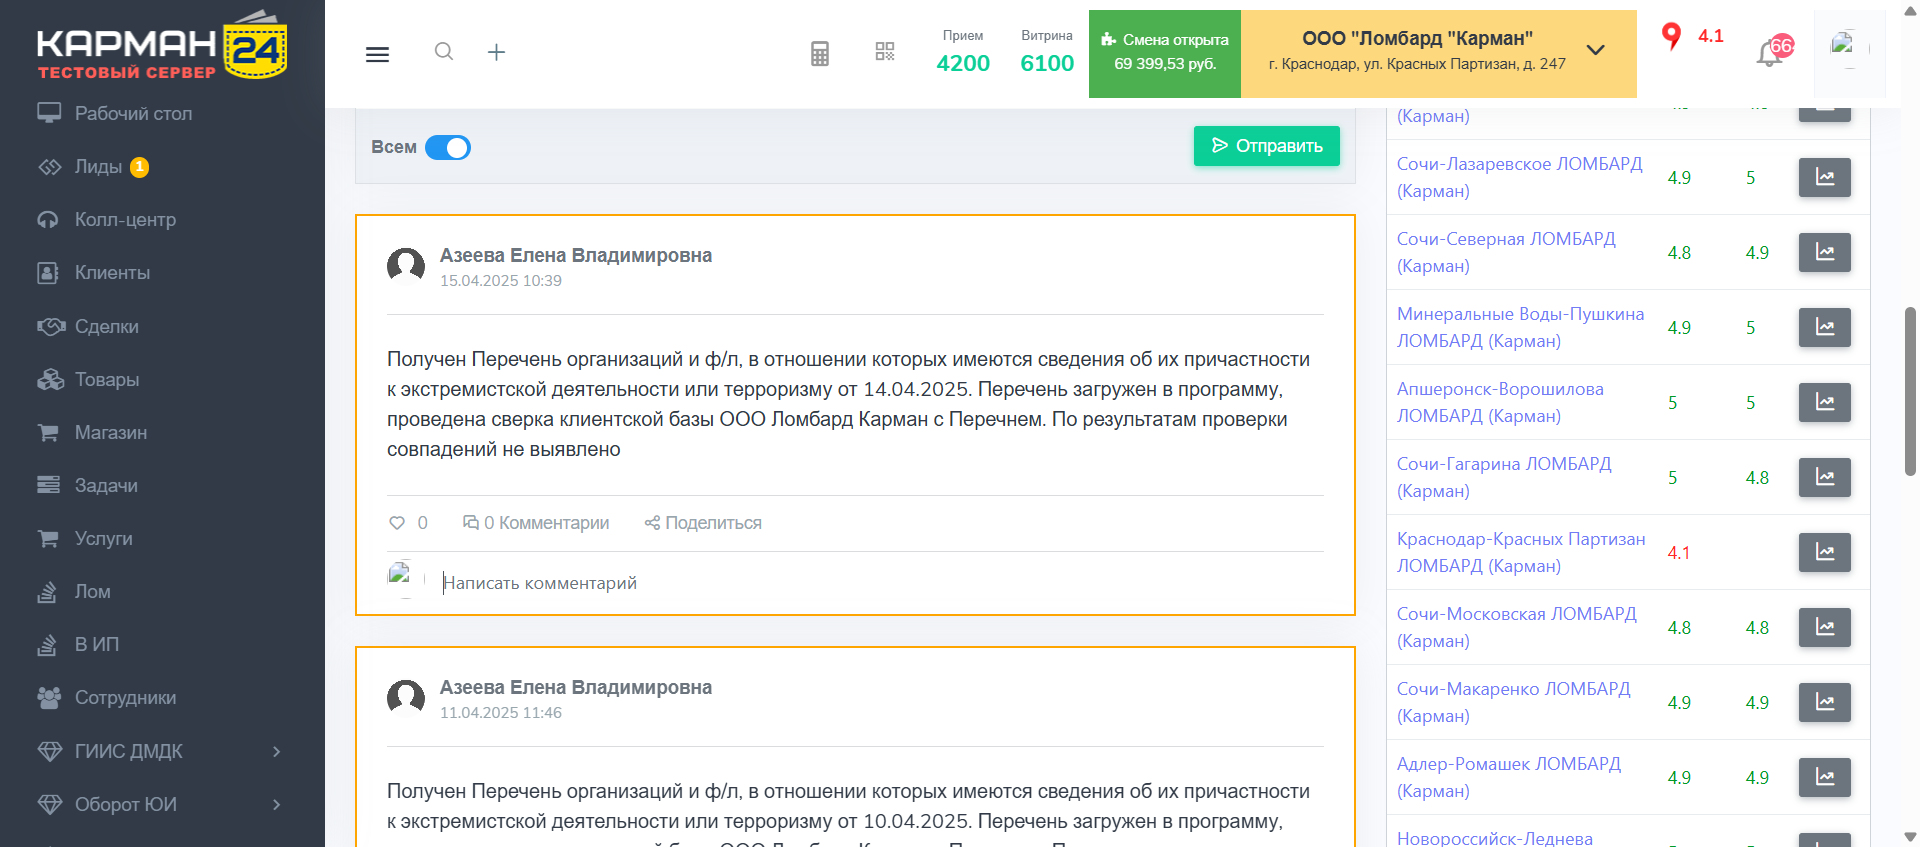 КАРМАН 24
ТЕСТОВЫЙ СЕРВЕР
Рабочий стол
Лиды 1
Колл-центр
Клиенты
Сделки
Товары
Магазин
Задачи
Услуги
Лом
В ИП
Сотрудники
ГИИС ДМДК
Оборот ЮИ
Прием
4200
Витрина
6100
Смена открыта
69 399,53 руб.
ООО "Ломбард "Карман"
г. Краснодар, ул. Красных Партизан, д. 247
4.1
Всем
Отправить
Азеева Елена Владимировна
15.04.2025 10:39
Получен Перечень организаций и ф/л, в отношении которых имеются сведения об их причастности
к экстремистской деятельности или терроризму от 14.04.2025. Перечень загружен в программу,
проведена сверка клиентской базы ООО Ломбард Карман с Перечнем. По результатам проверки
совпадений не выявлено
0 0 Комментарии Поделиться
Написать комментарий
Азеева Елена Владимировна
11.04.2025 11:46
Получен Перечень организаций и ф/л, в отношении которых имеются сведения об их причастности
к экстремистской деятельности или терроризму от 10.04.2025. Перечень загружен в программу,
(Карман)
Сочи-Лазаревское ЛОМБАРД
(Карман)
4.9 5
Сочи-Северная ЛОМБАРД
(Карман)
4.8 4.9
Минеральные Воды-Пушкина
ЛОМБАРД (Карман)
4.9 5
Апшеронск-Ворошилова
ЛОМБАРД (Карман)
5 5
Сочи-Гагарина ЛОМБАРД
(Карман)
5 4.8
Краснодар-Красных Партизан
ЛОМБАРД (Карман)
4.1
Сочи-Московская ЛОМБАРД
(Карман)
4.8 4.8
Сочи-Макаренко ЛОМБАРД
(Карман)
4.9 4.9
Адлер-Ромашек ЛОМБАРД
(Карман)
4.9 4.9
Новороссийск-Леднева